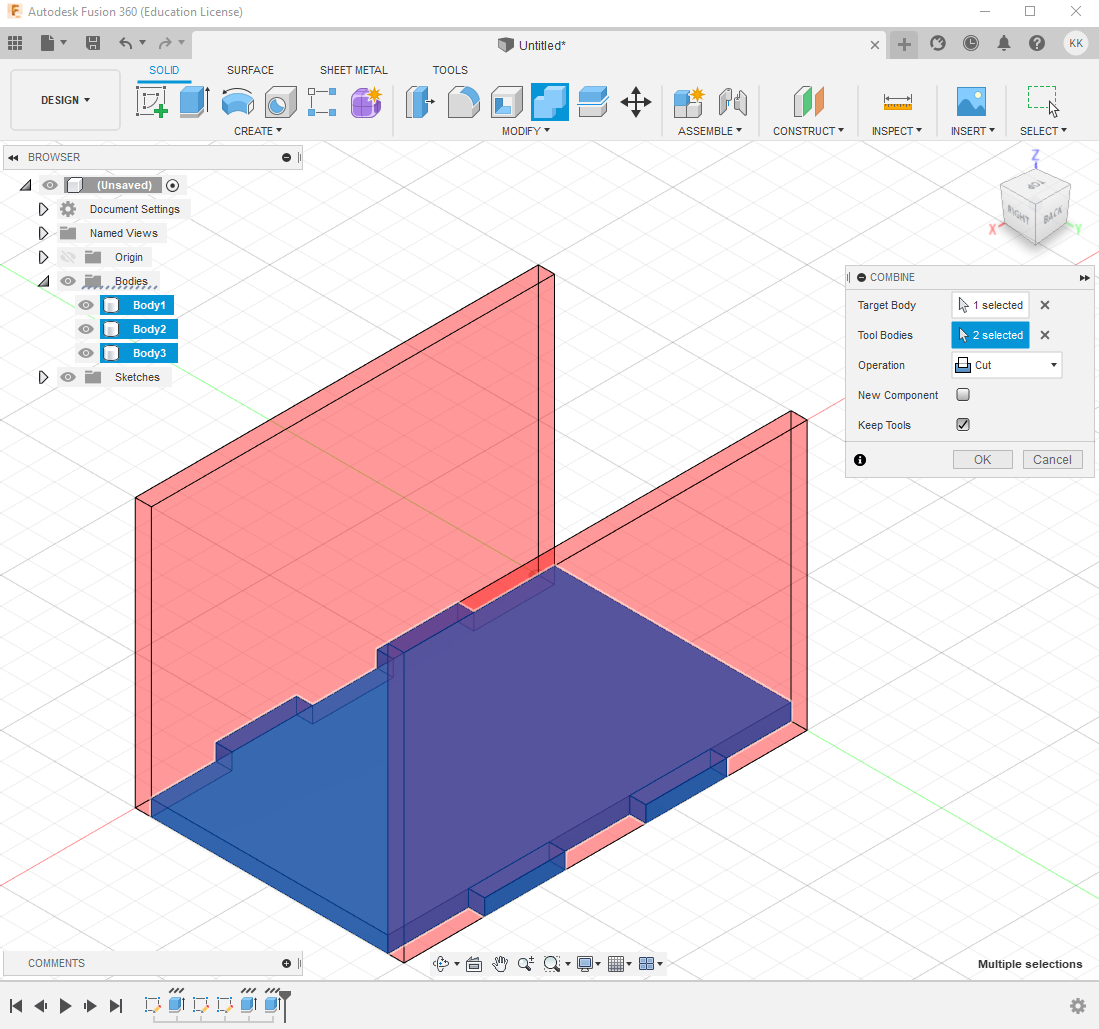 Autodesk Fusion 360 (Education License)
Untitled*
KK
DESIGN
SOLID SURFACE SHEET METAL TOOLS
CREATE MODIFY ASSEMBLE CONSTRUCT INSPECT INSERT SELECT
BROWSER
(Unsaved)
Document Settings
Named Views
Origin
Bodies
Body1
Body2
Body3
Sketches
Z
TOP
RIGHT BACK
X Y
COMBINE
Target Body 1 selected
Tool Bodies 2 selected
Operation Cut
New Component
Keep Tools
OK Cancel
COMMENTS
Multiple selections